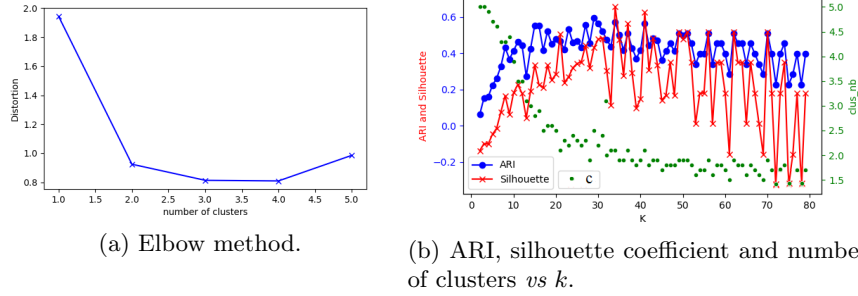 2.0
1.8
1.6
1.4
1.2
1.0
0.8
Distortion
1.0 1.5 2.0 2.5 3.0 3.5 4.0 4.5 5.0
number of clusters
(a) Elbow method.
0.6
0.4
0.2
0.0
−0.2
ARI and Silhouette
ARI
Silhouette
C
0 10 20 30 40 50 60 70 80
K
5.0
4.5
4.0
3.5
3.0
2.5
2.0
1.5
clus_nb
(b) ARI, silhouette coefficient and number
of clusters vs k.